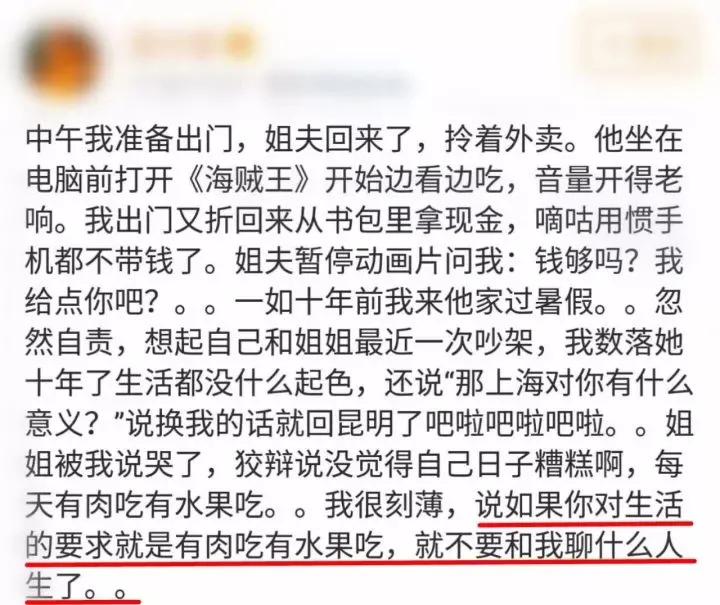 中午我准备出门，姐夫回来了，拎着外卖。他坐在
电脑前打开《海贼王》开始边看边吃，音量开得老
响。我出门又折回来从书包里拿现金，嘀咕用惯手
机都不带钱了。姐夫暂停动画片问我：钱够吗？我
给点你吧？。。一如十年前我来他家过暑假。。忽
然自责，想起自己和姐姐最近一次吵架，我数落她
十年了生活都没什么起色，还说“那上海对你有什么
意义？”说换我的话就回昆明了吧啦吧啦吧啦。。姐
姐被我说哭了，狡辩说没觉得自己日子糟糕啊，每
天有肉吃有水果吃。。我很刻薄，说如果你对生活
的要求就是有肉吃有水果吃，就不要和我聊什么人
生了。。